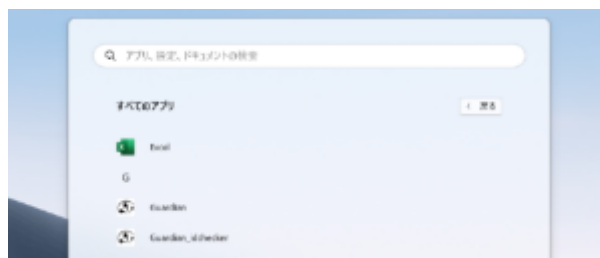 アプリ、設定、ドキュメントの検索
すべてのアプリ
< 戻る
Excel
G
Guardian
Guardian_idchecker